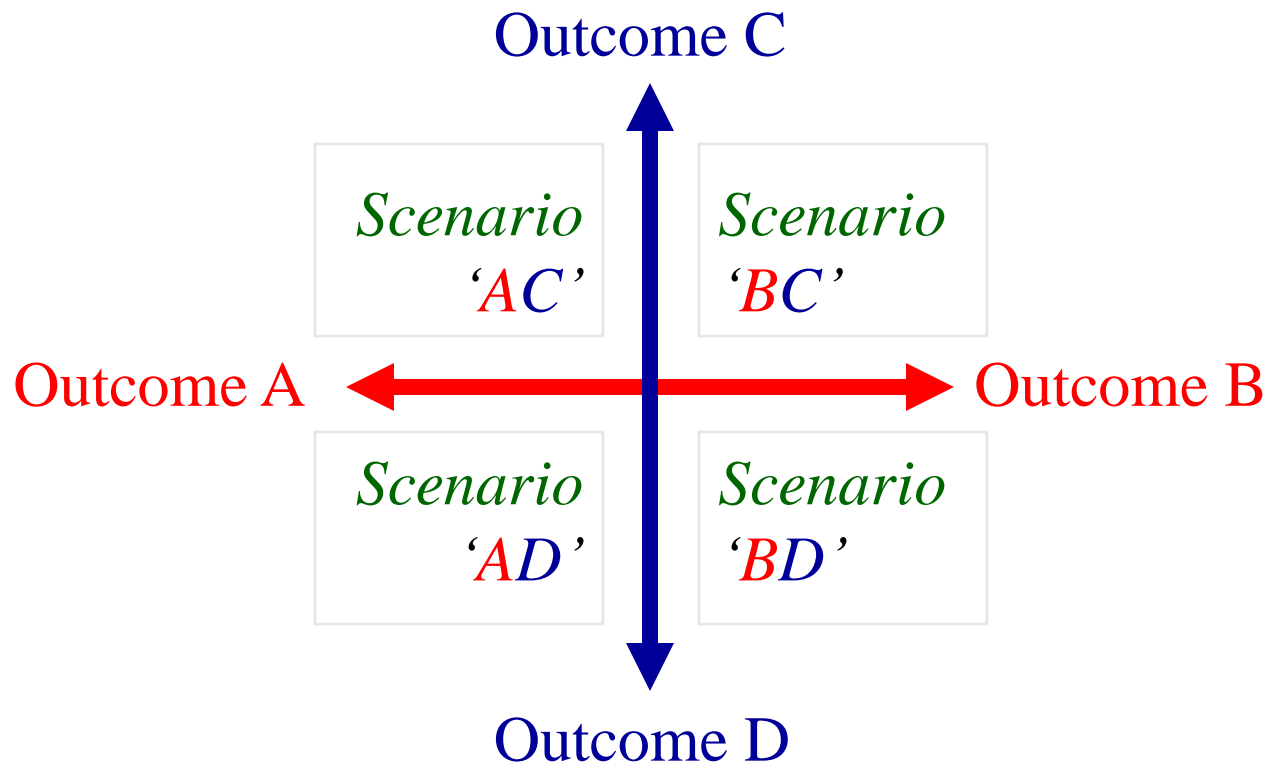 Outcome C
Scenario
‘AC’
Scenario
‘BC’
Outcome A
Outcome B
Scenario
‘AD’
Scenario
‘BD’
Outcome D